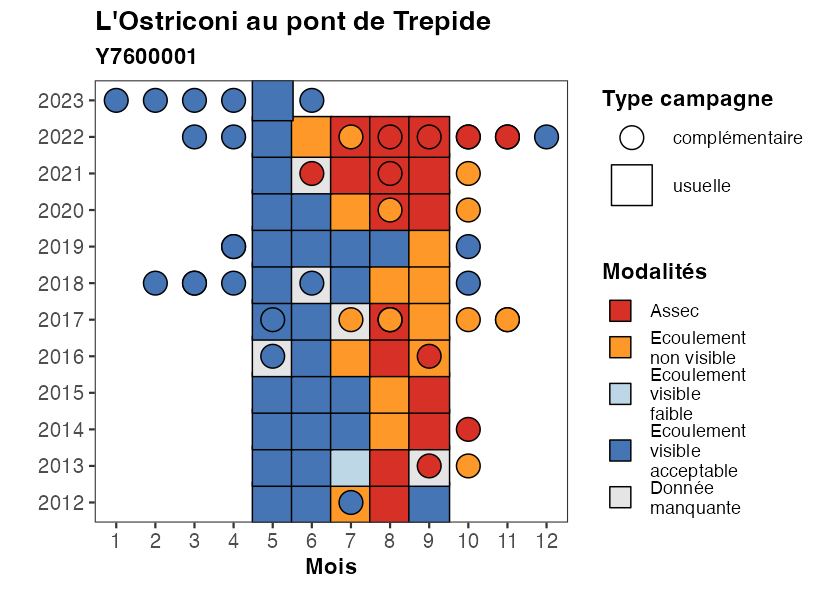 L'Ostriconi au pont de Trepide
Y7600001
2023
2022
2021
2020
2019
2018
2017
2016
2015
2014
2013
2012
1 2 3 4 5 6 7 8 9 10 11 12
Mois
Type campagne
complémentaire
usuelle
Modalités
Assec
Ecoulement
non visible
Ecoulement
visible
faible
Ecoulement
visible
acceptable
Donnée
manquante